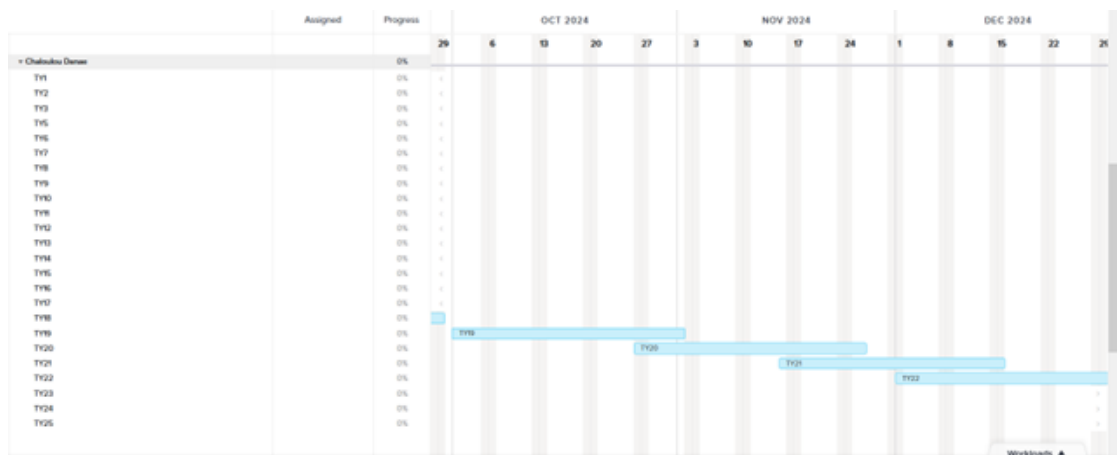 Assigned Progress OCT 2024 NOV 2024 DEC 2024
29 6 13 20 27 3 10 17 24 1 8 15 22 29
0%
TY1 0%
TY2 0%
TY3 0%
TY5 0%
TY6 0%
TY7 0%
TY8 0%
TY9 0%
TY10 0%
TY11 0%
TY12 0%
TY13 0%
TY14 0%
TY15 0%
TY16 0%
TY17 0%
TY18 0%
TY19 0% TY19
TY20 0% TY20
TY21 0% TY21
TY22 0% TY22
TY23 0%
TY24 0%
TY25 0%
Workloads